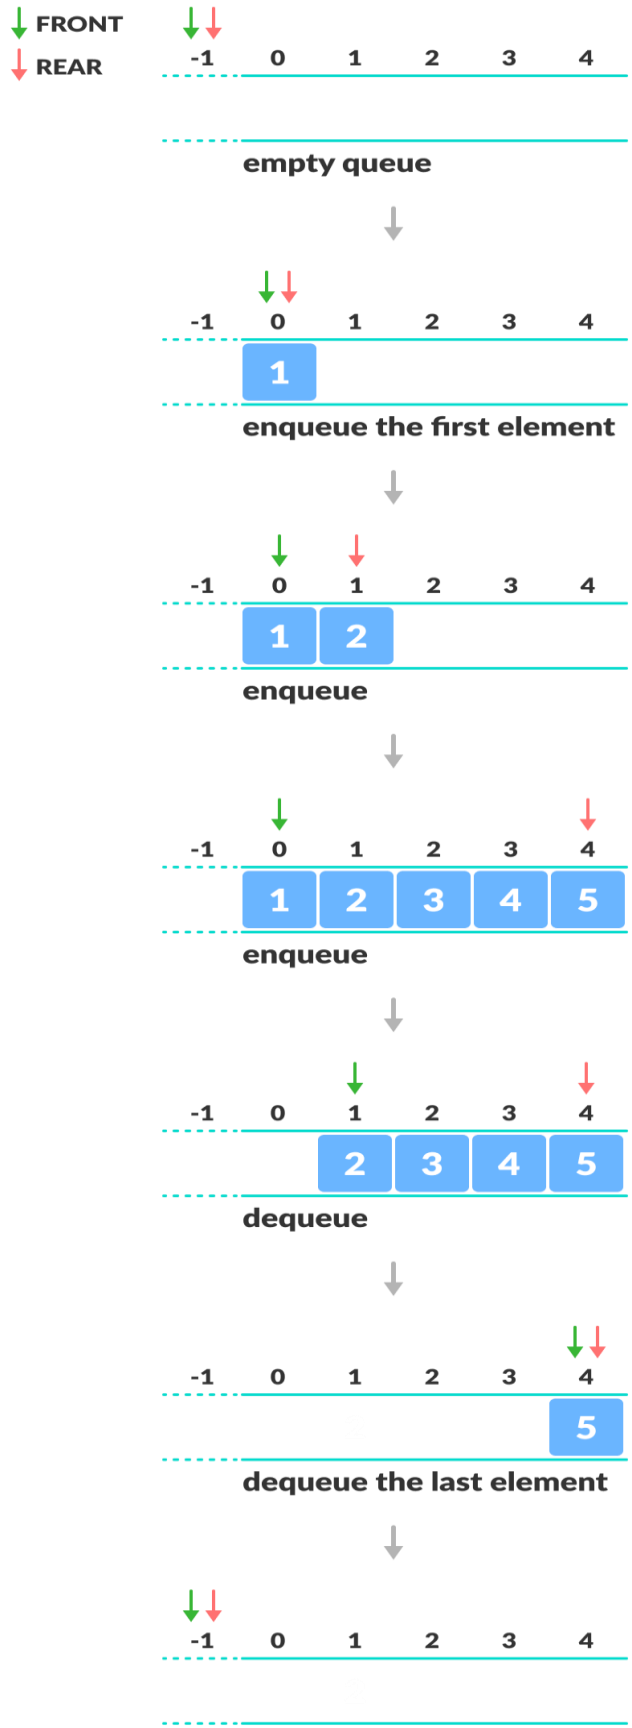 FRONT
REAR
-1 0 1 2 3 4
empty queue
-1 0 1 2 3 4
1
enqueue the first element
-1 0 1 2 3 4
1 2
enqueue
-1 0 1 2 3 4
1 2 3 4 5
enqueue
-1 0 1 2 3 4
2 3 4 5
dequeue
-1 0 1 2 3 4
5
dequeue the last element
-1 0 1 2 3 4